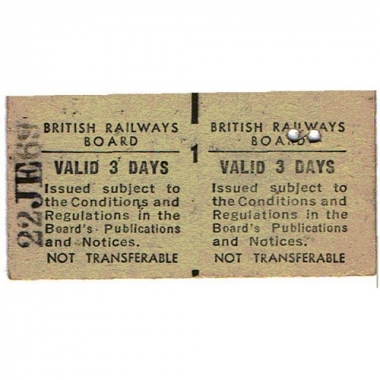 BRITISH RAILWAYS
BOARD
VALID 3 DAYS
Issued subject to
the Conditions and
Regulations in the
Board's Publications
and Notices.
NOT TRANSFERABLE
1
BRITISH RAILWAYS
BOARD
VALID 3 DAYS
Issued subject to
the Conditions and
Regulations in the
Board's Publications
and Notices.
NOT TRANSFERABLE
22 JE 69